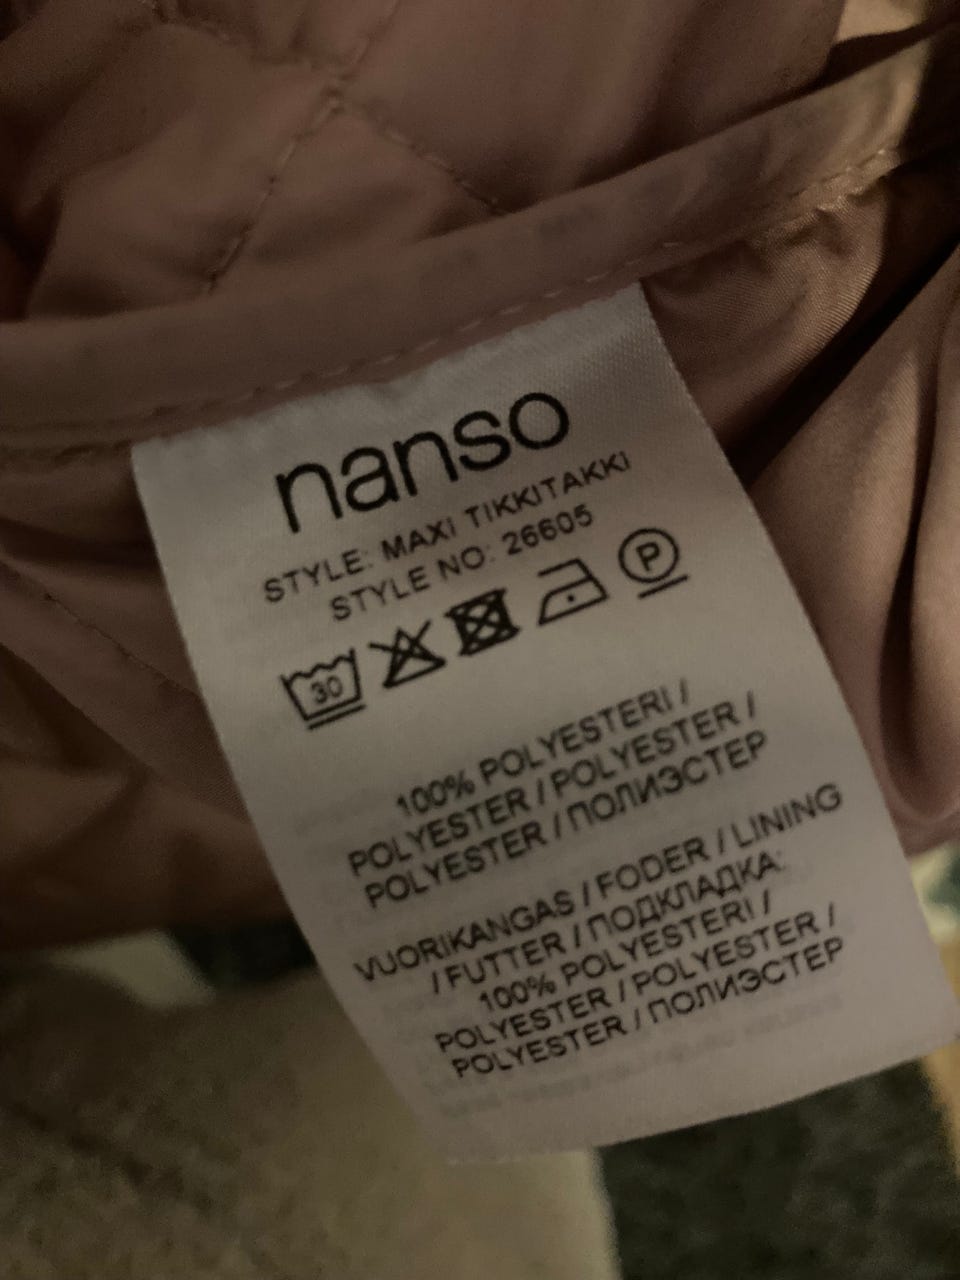 nanso
STYLE: MAXI TIKKITAKKI
STYLE NO: 26605
30 P
100% POLYESTERI /
POLYESTER / POLYESTER /
POLYESTER / ПОЛИЭСТЕР
VUORIKANGAS / FODER / LINING
/ FUTTER / ПОДКЛАДКА:
100% POLYESTERI /
POLYESTER / POLYESTER /
POLYESTER / ПОЛИЭСТЕР